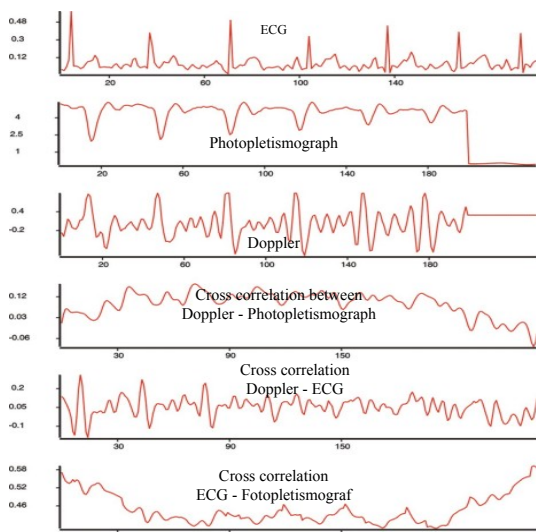 0.48
ECG
0.3
0.12
20 60 100 140
4
Photopletismograph
2.5
1
20 60 100 140 180
0.4
-0.2
Doppler
20 60 100 140 180
Cross correlation between
0.12
Doppler - Photopletismograph
0.03
-0.06
30 90 150
Cross correlation
0.2
Doppler - ECG
0.05
-0.1
30 90 150
0.58
Cross correlation
0.52
ECG - Fotopletismograf
0.46